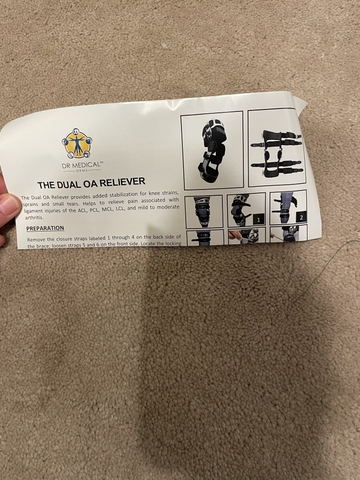 DR MEDICAL™
THE DUAL OA RELIEVER
The Dual OA Reliever provides added stabilization for knee strains,
sprains and small tears. Helps to relieve pain associated with
ligament injuries of the ACL, PCL, MCL, LCL, and mild to moderate
arthritis.
PREPARATION
Remove the closure straps labeled 1 through 4 on the back side of
the brace, loosen straps 5 and 6 on the front side. Locate the locking
1
2